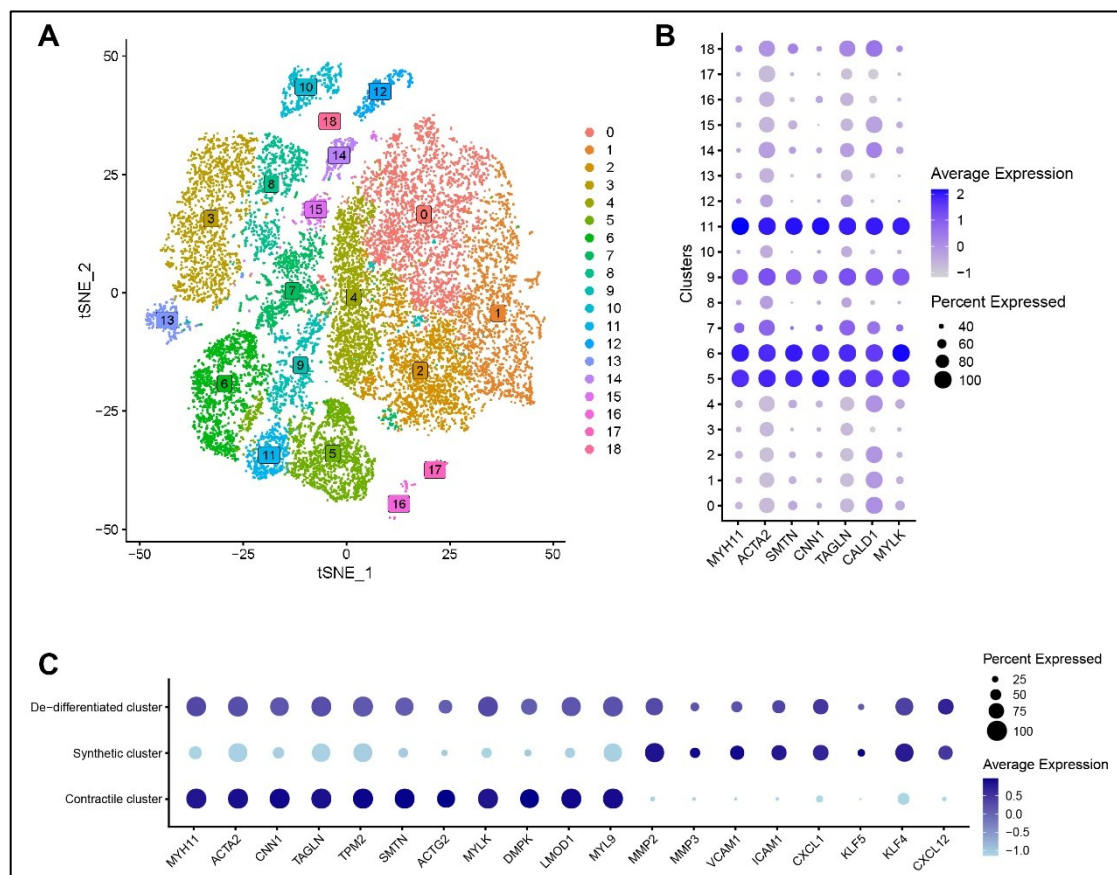 A
50
25
0
−25
−50
tSNE_2
−50
−25
0
25
50
tSNE_1
10
12
18
14
8
15
3
0
7
4
1
13
9
2
6
11
5
17
16
0
1
2
3
4
5
6
7
8
9
10
11
12
13
14
15
16
17
18
B
Clusters
18
17
16
15
14
13
12
11
10
9
8
7
6
5
4
3
2
1
0
MYH11
ACTA2
SMTN
CNN1
TAGLN
CALD1
MYLK
Average Expression
2
1
0
−1
Percent Expressed
40
60
80
100
C
De-differentiated cluster
Synthetic cluster
Contractile cluster
MYH11
ACTA2
CNN1
TAGLN
TPM2
SMTN
ACTG2
MYLK
DMPK
LMOD1
MYL9
MMP2
MMP3
VCAM1
ICAM1
CXCL1
KLF5
KLF4
CXCL12
Percent Expressed
25
50
75
100
Average Expression
0.5
0.0
−0.5
−1.0